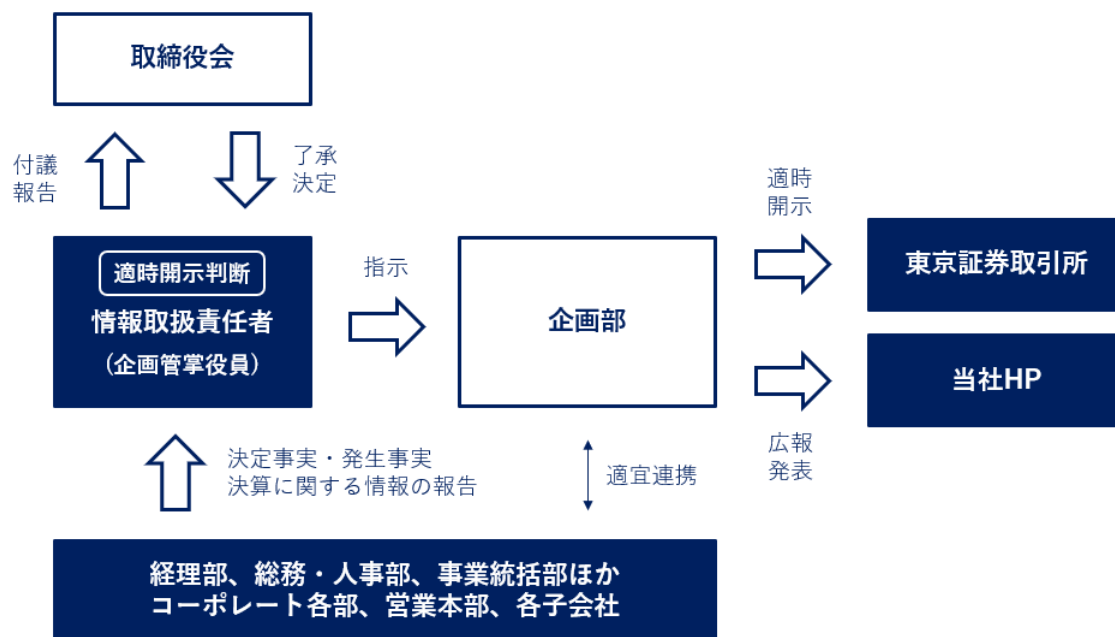 取締役会
付議
報告
了承
決定
適時
開示
適時開示判断
情報取扱責任者
(企画管掌役員)
指示
企画部
東京証券取引所
当社HP
広報
発表
決定事実・発生事実
決算に関する情報の報告
適宜連携
経理部、総務・人事部、事業統括部ほか
コーポレート各部、営業本部、各子会社